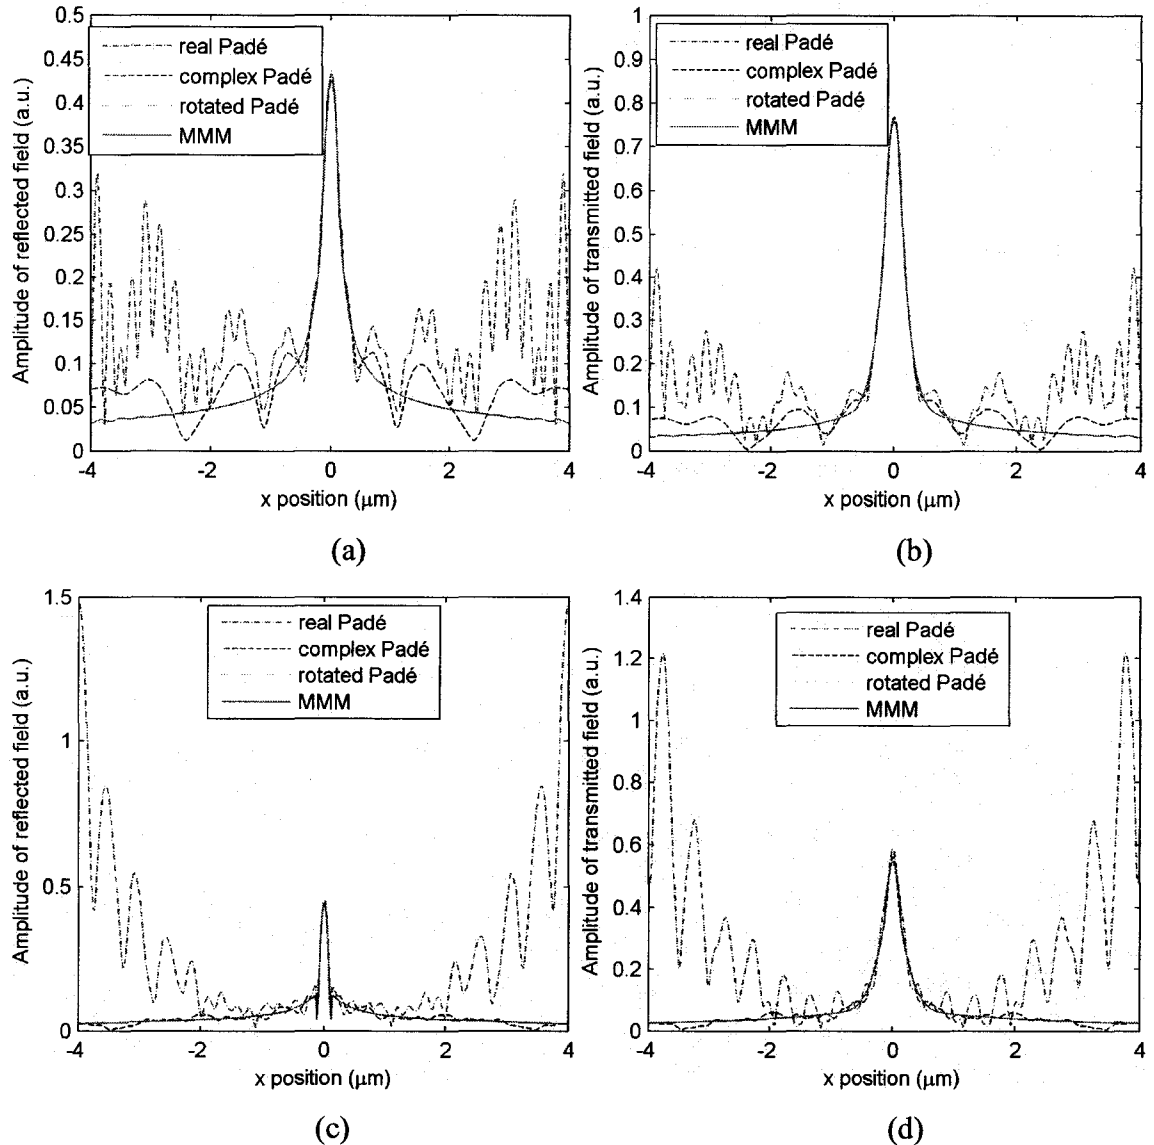 0.5
0.45
0.4
0.35
0.3
0.25
0.2
0.15
0.1
0.05
0
Amplitude of reflected field (a.u.)
real Padé
complex Padé
rotated Padé
MMM
-4
-2
0
2
4
x position (µm)
(a)
1
0.9
0.8
0.7
0.6
0.5
0.4
0.3
0.2
0.1
0
Amplitude of transmitted field (a.u.)
real Padé
complex Padé
rotated Padé
MMM
-4
-2
0
2
4
x position (µm)
(b)
1.5
1
0.5
0
Amplitude of reflected field (a.u.)
real Padé
complex Padé
rotated Padé
MMM
-4
-2
0
2
4
x position (µm)
(c)
1.4
1.2
1
0.8
0.6
0.4
0.2
0
Amplitude of transmitted field (a.u.)
real Padé
complex Padé
rotated Padé
MMM
-4
-2
0
2
4
x position (µm)
(d)